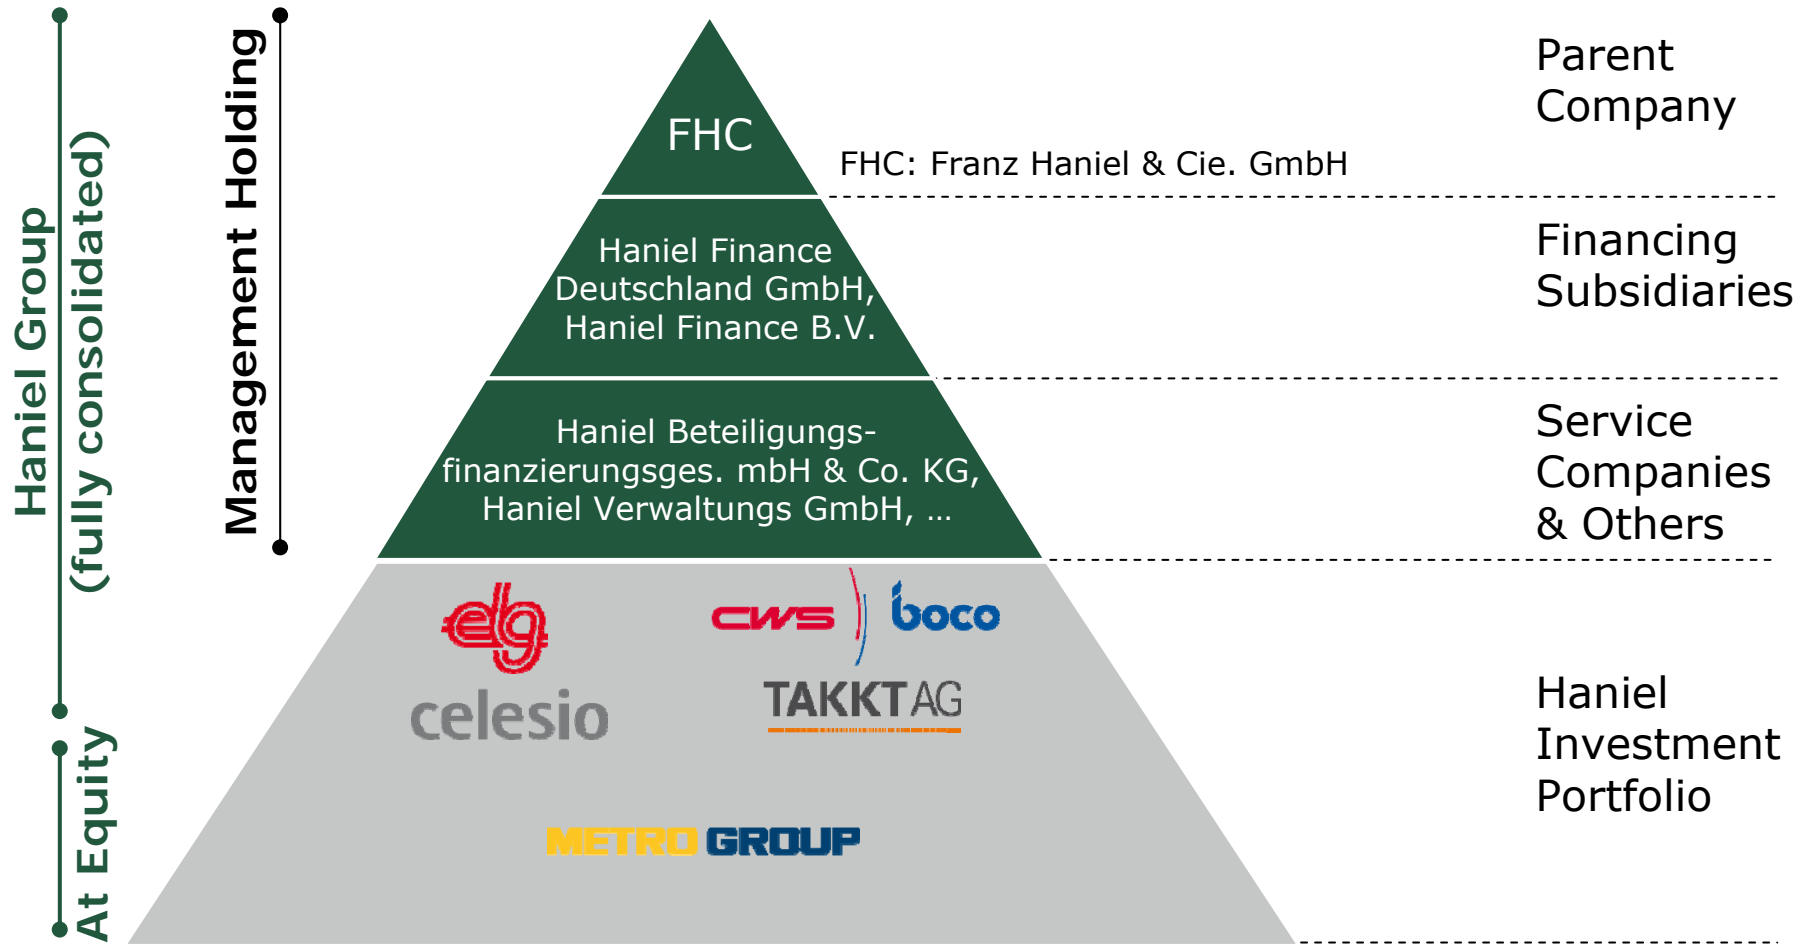 Haniel Group
(fully consolidated)
At Equity
Management Holding
FHC
FHC: Franz Haniel & Cie. GmbH
Parent
Company
Haniel Finance
Deutschland GmbH,
Haniel Finance B.V.
Financing
Subsidiaries
Haniel Beteiligungs-
finanzierungsges. mbH & Co. KG,
Haniel Verwaltungs GmbH, …
Service
Companies
& Others
elg
cws boco
celesio
TAKKT AG
METRO GROUP
Haniel
Investment
Portfolio